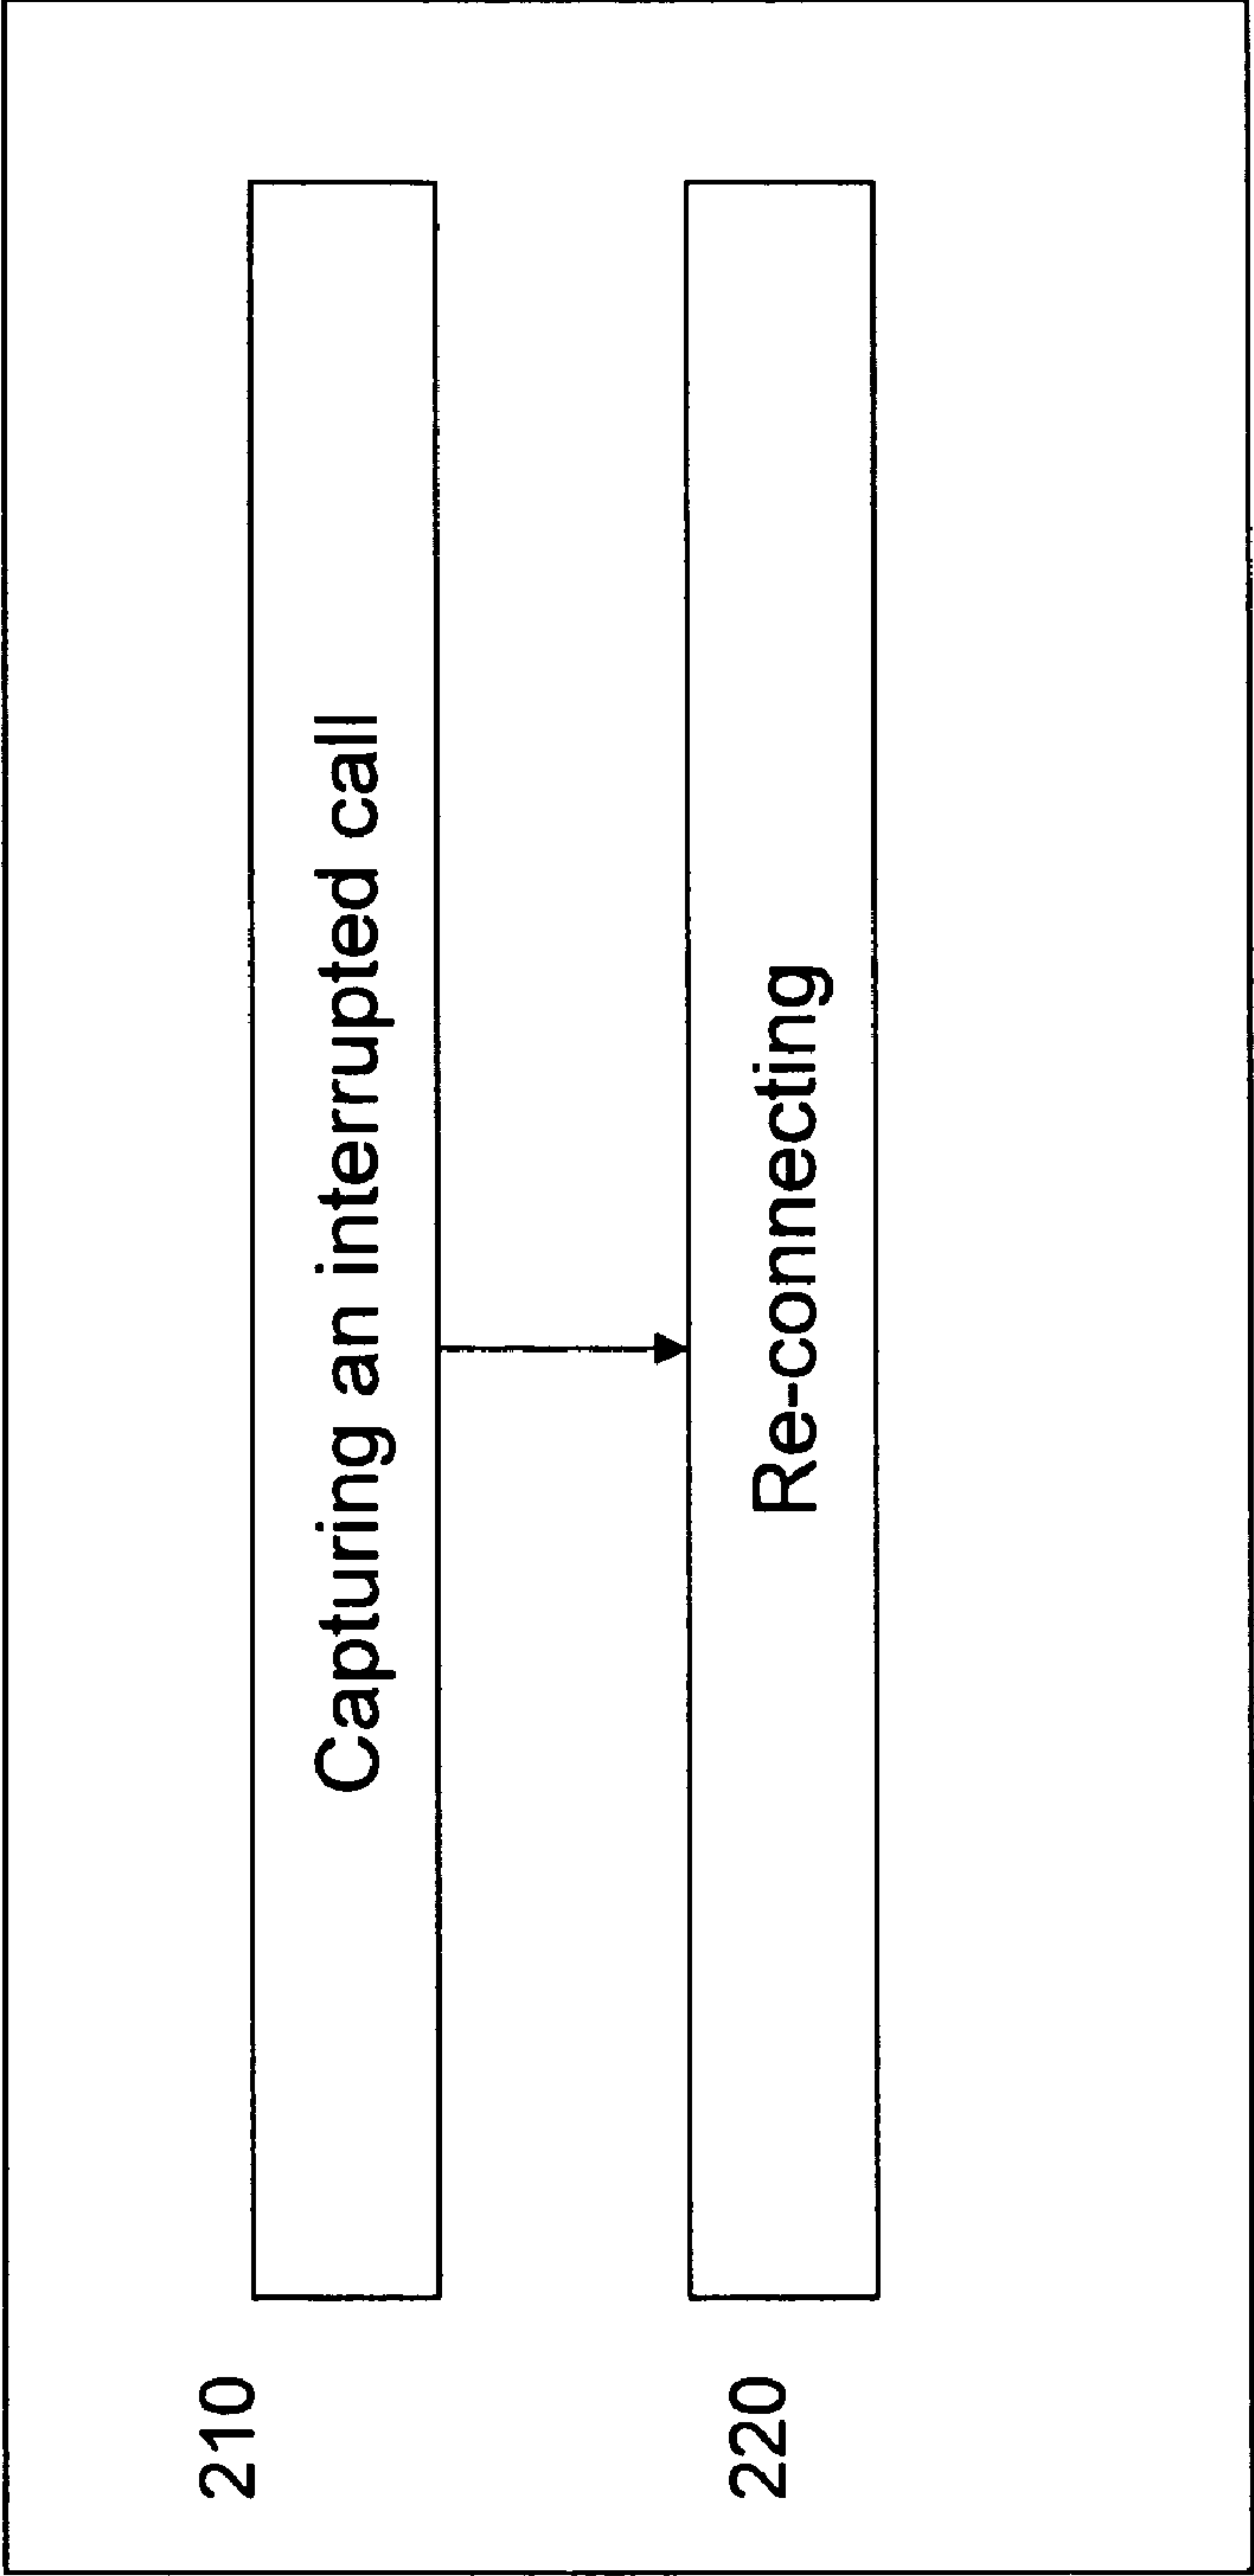 210
Capturing an interrupted call
220
Re-connecting